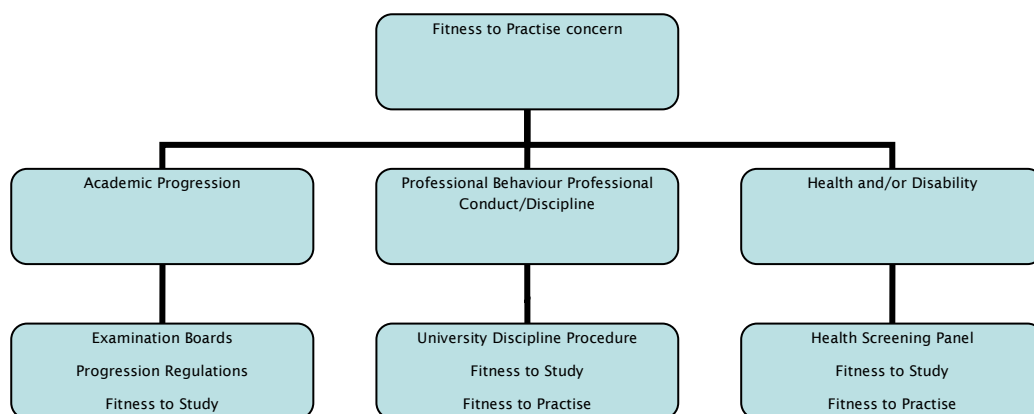 Fitness to Practise concern
Academic Progression
Professional Behaviour Professional
Conduct/Discipline
Health and/or Disability
Examination Boards
Progression Regulations
Fitness to Study
University Discipline Procedure
Fitness to Study
Fitness to Practise
Health Screening Panel
Fitness to Study
Fitness to Practise